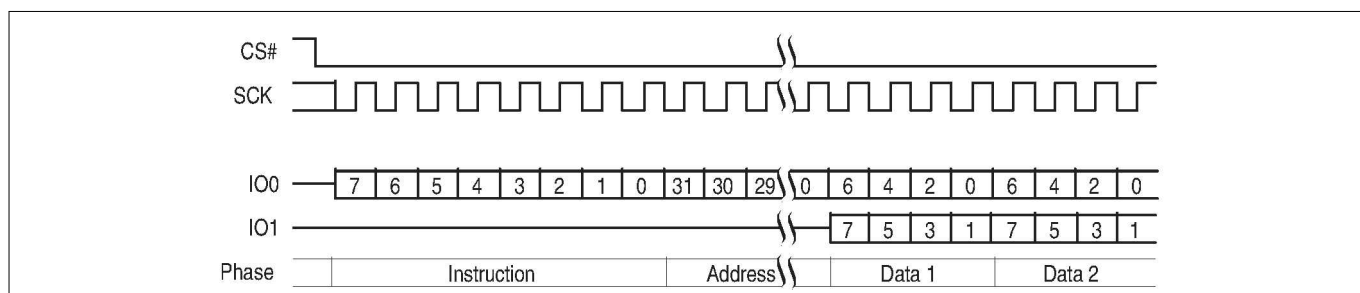 CS#
SCK
IO0 7 6 5 4 3 2 1 0 31 30 29 0 6 4 2 0 6 4 2 0
IO1 7 5 3 1 7 5 3 1
Phase Instruction Address Data 1 Data 2